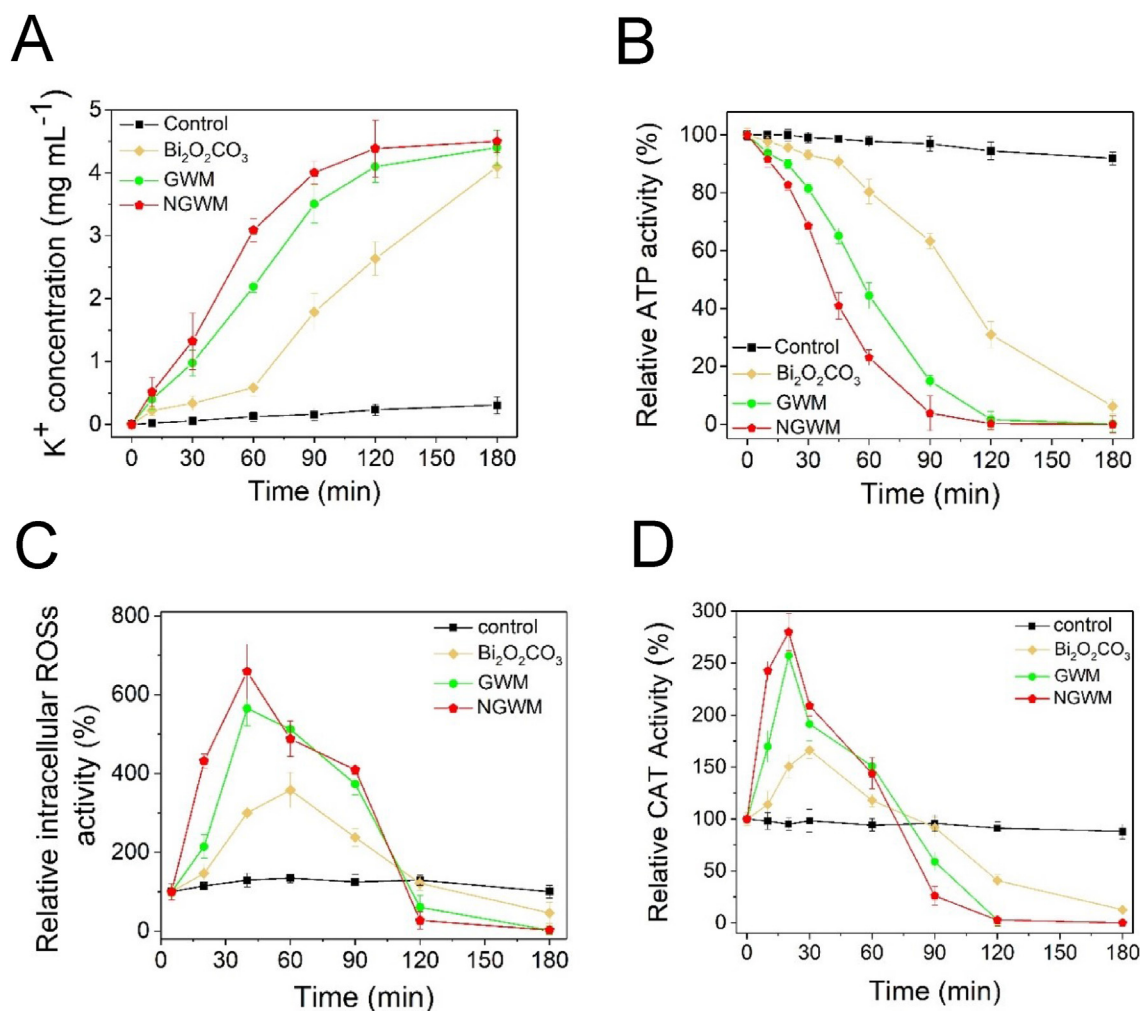 A
K⁺ concentration (mg mL⁻¹)
5
4
3
2
1
0
Control
Bi₂O₂CO₃
GWM
NGWM
0 30 60 90 120 150 180
Time (min)
B
Relative ATP activity (%)
100
80
60
40
20
0
Control
Bi₂O₂CO₃
GWM
NGWM
0 30 60 90 120 150 180
Time (min)
C
Relative intracellular ROSs
activity (%)
800
600
400
200
0
control
Bi₂O₂CO₃
GWM
NGWM
0 30 60 90 120 150 180
Time (min)
D
Relative CAT Activity (%)
300
250
200
150
100
50
0
control
Bi₂O₂CO₃
GWM
NGWM
0 30 60 90 120 150 180
Time (min)